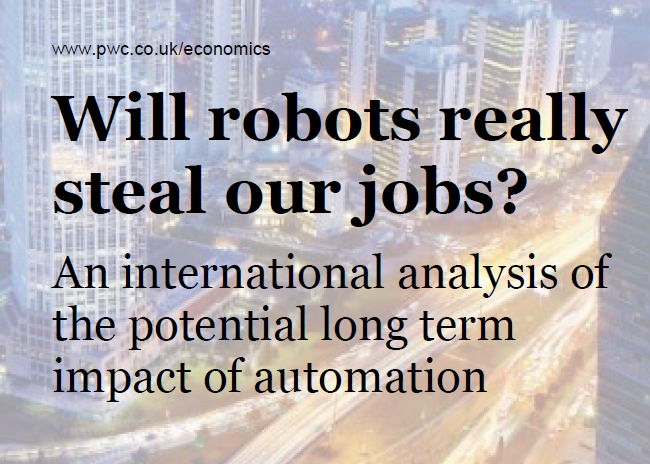 www.pwc.co.uk/economics
Will robots really
steal our jobs?
An international analysis of
the potential long term
impact of automation